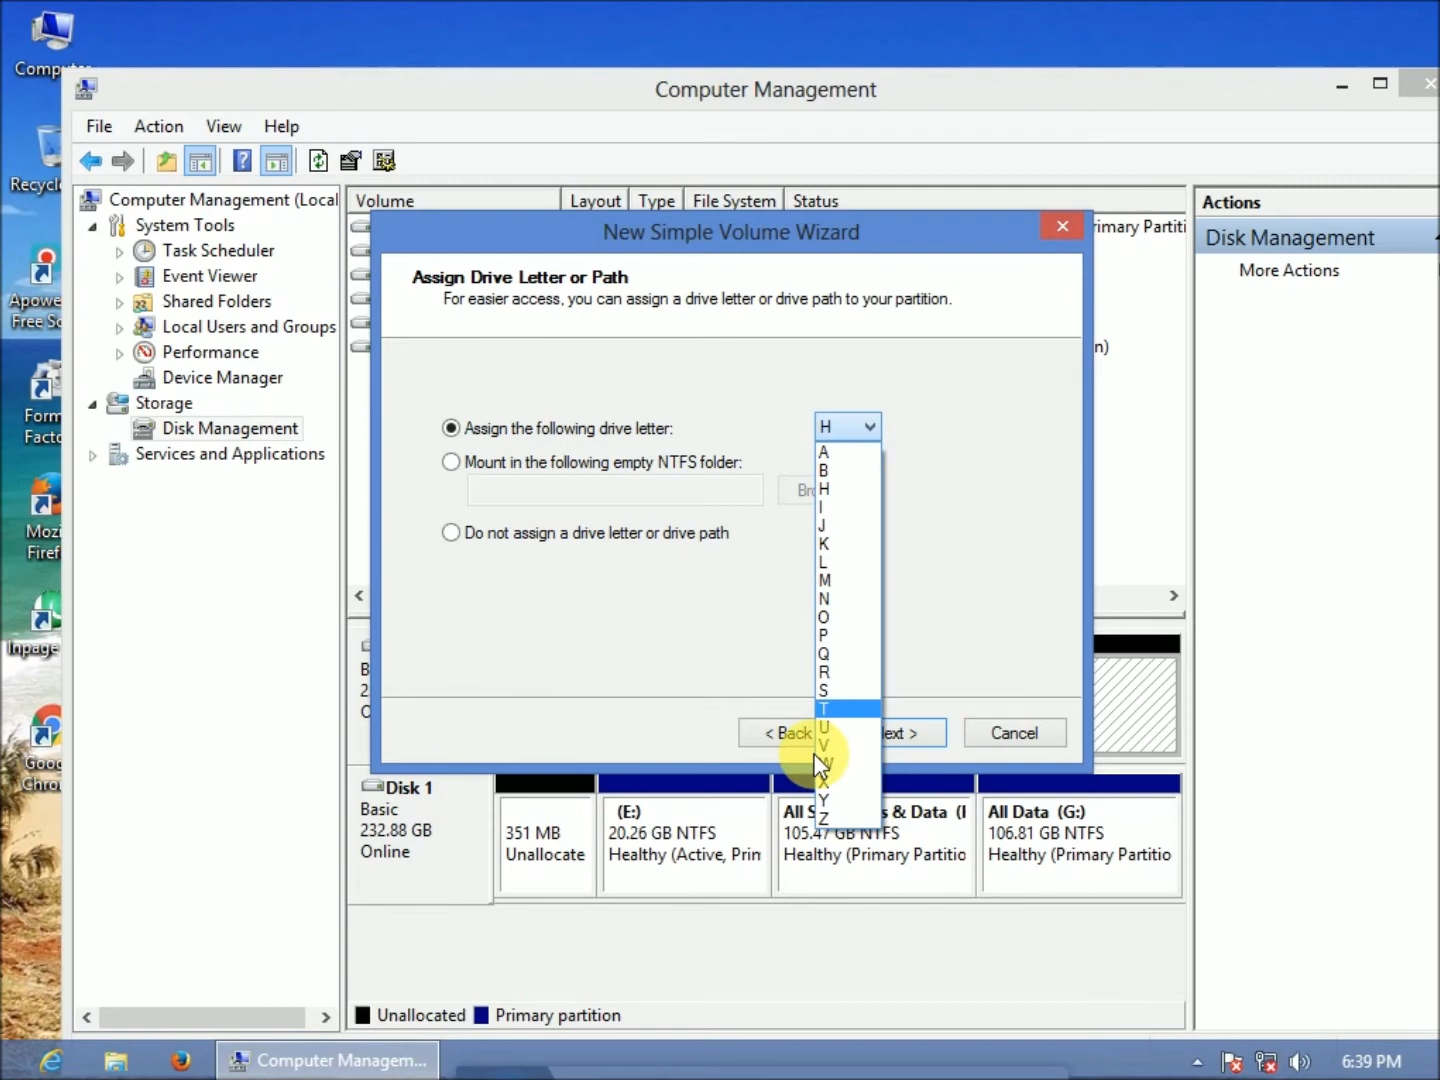 Computer
Computer Management
File Action View Help
Recycle
Apowe
Free Sc
Form
Facto
Mozi
Firef
Inpage
Goog
Chro
Computer Management (Local
System Tools
Task Scheduler
Event Viewer
Shared Folders
Local Users and Groups
Performance
Device Manager
Storage
Disk Management
Services and Applications
Volume Layout Type File System Status
rimary Partiti
n)
Actions
Disk Management
More Actions
New Simple Volume Wizard
Assign Drive Letter or Path
For easier access, you can assign a drive letter or drive path to your partition.
Assign the following drive letter: H
Mount in the following empty NTFS folder:
Bro
Do not assign a drive letter or drive path
A
B
H
I
J
K
L
M
N
O
P
Q
R
S
T
U
V
W
X
Y
Z
< Back
ext >
Cancel
B
2
O
Disk 1
Basic
232.88 GB
Online
351 MB
Unallocate
(E:)
20.26 GB NTFS
Healthy (Active, Prin
All S s & Data (I
105.47 GB NTFS
Healthy (Primary Partitio
All Data (G:)
106.81 GB NTFS
Healthy (Primary Partitio
Unallocated Primary partition
Computer Managem...
6:39 PM